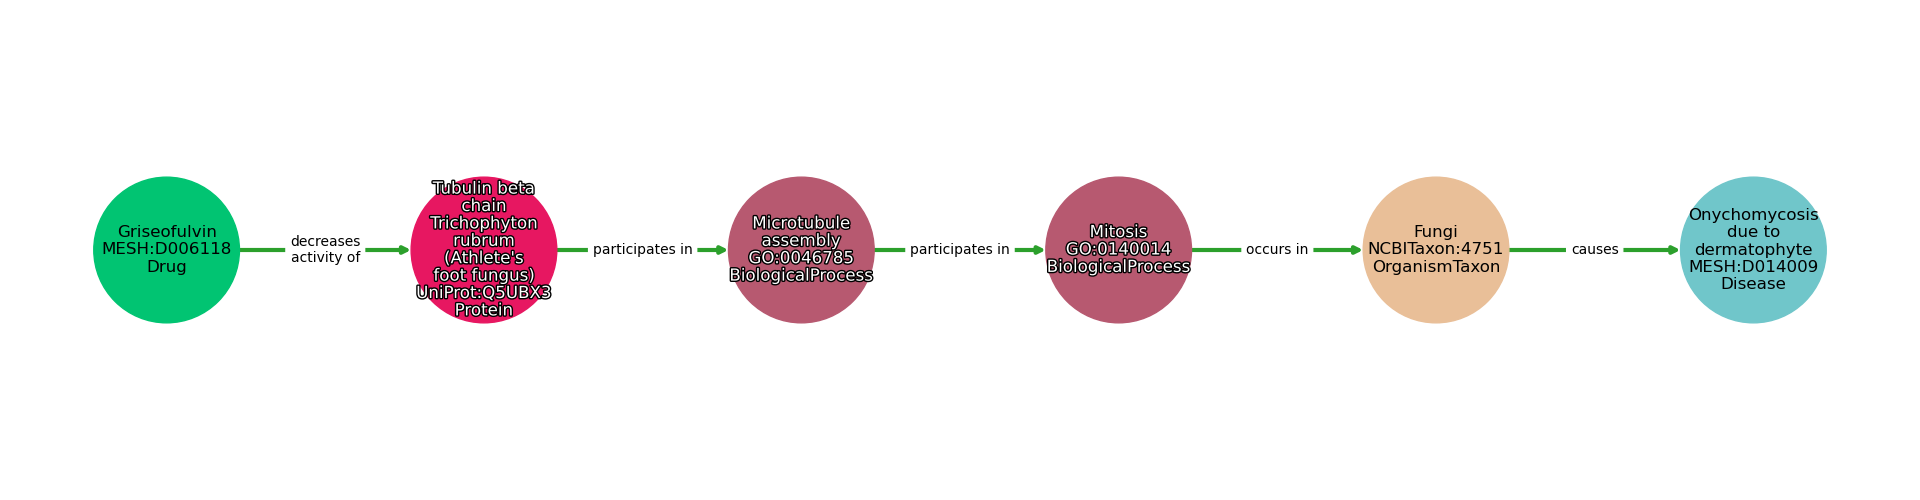 Griseofulvin
MESH:D006118
Drug
decreases
activity of
Tubulin beta
chain
Trichophyton
rubrum
(Athlete's
foot fungus)
UniProt:Q5UBX3
Protein
participates in
Microtubule
assembly
GO:0046785
BiologicalProcess
participates in
Mitosis
GO:0140014
BiologicalProcess
occurs in
Fungi
NCBITaxon:4751
OrganismTaxon
causes
Onychomycosis
due to
dermatophyte
MESH:D014009
Disease